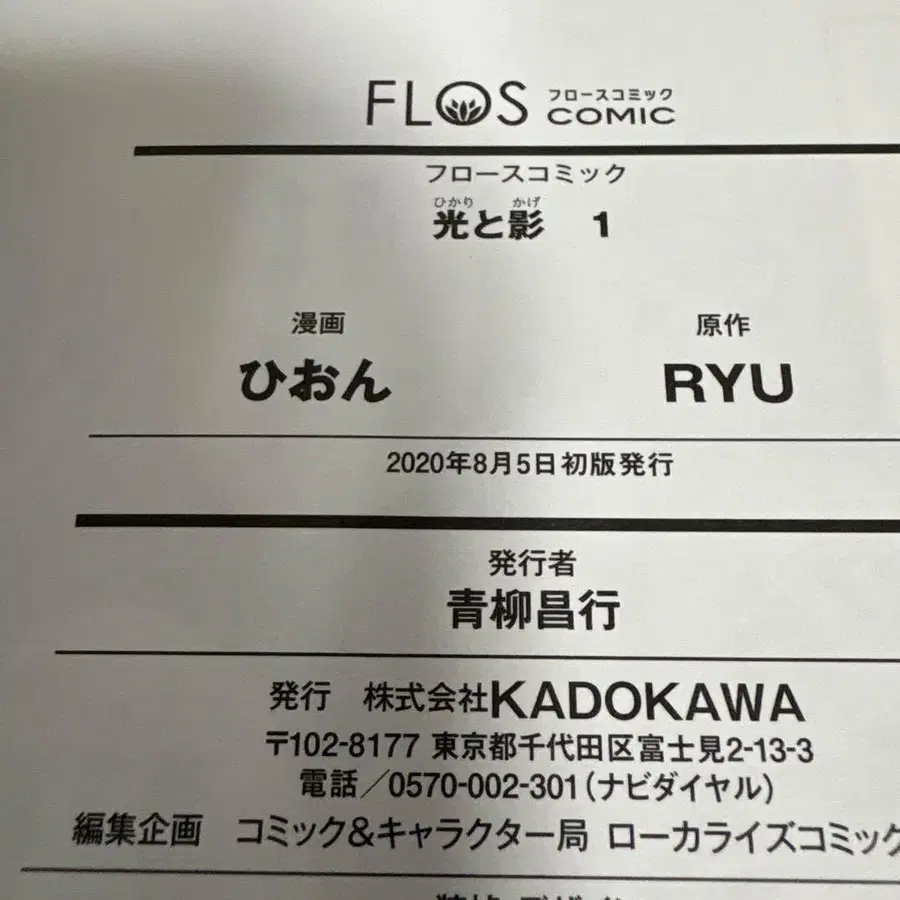 FLOS フロースコミック COMIC
フロースコミック
ひかり かげ
光と影 1
漫画 原作
ひおん RYU
2020年8月5日初版発行
発行者
青柳昌行
発行 株式会社KADOKAWA
〒102-8177 東京都千代田区富士見2-13-3
電話/0570-002-301(ナビダイヤル)
編集企画 コミック&キャラクター局 ローカライズコミック